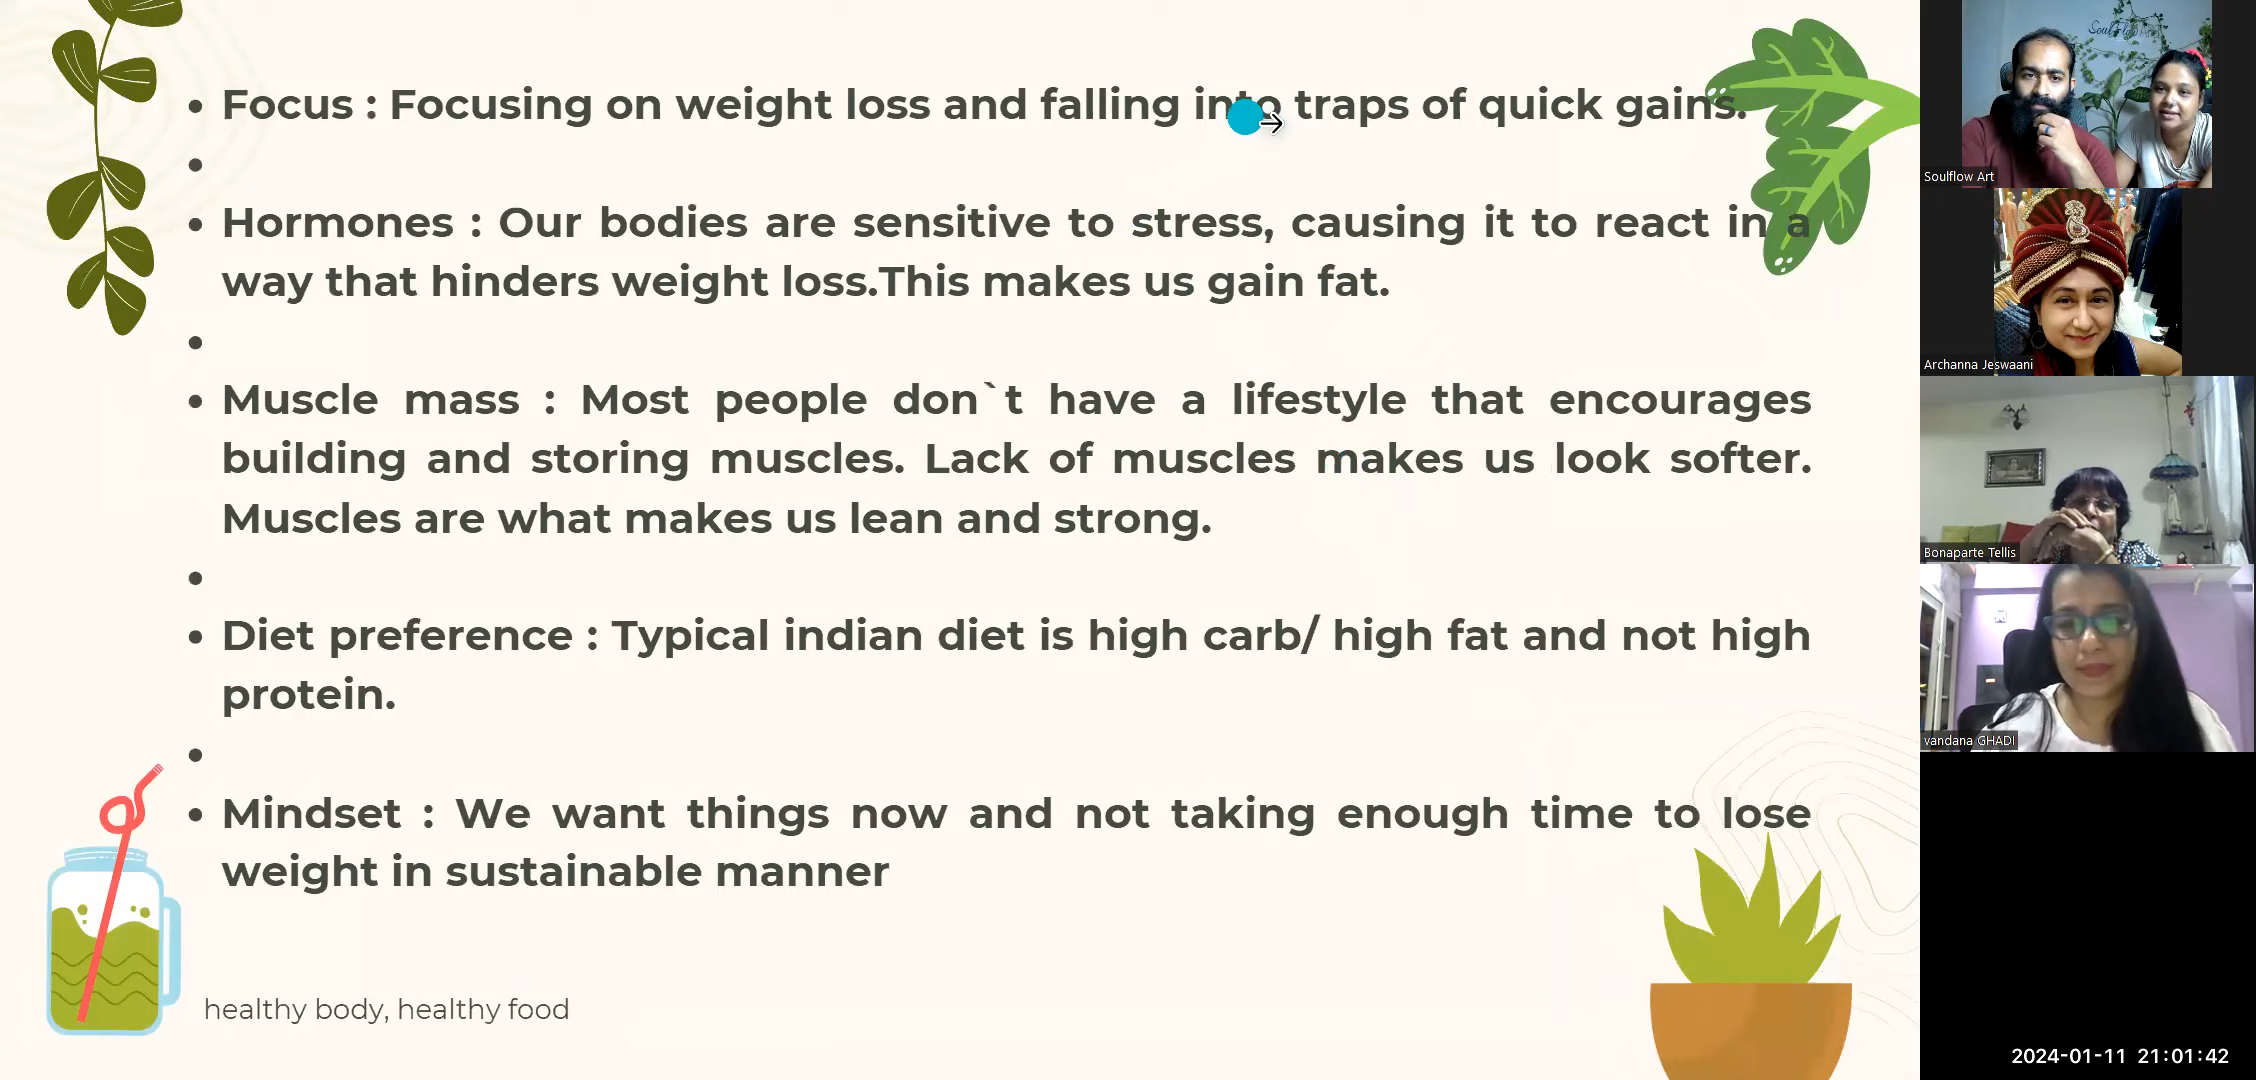 Focus : Focusing on weight loss and falling into traps of quick gains.
Hormones : Our bodies are sensitive to stress, causing it to react in a
way that hinders weight loss.This makes us gain fat.
Muscle mass : Most people don`t have a lifestyle that encourages
building and storing muscles. Lack of muscles makes us look softer.
Muscles are what makes us lean and strong.
Diet preference : Typical indian diet is high carb/ high fat and not high
protein.
Mindset : We want things now and not taking enough time to lose
weight in sustainable manner
healthy body, healthy food
Soul Flow
Soulflow Art
Archanna Jeswaani
Bonaparte Tellis
vandana GHADI
2024-01-11 21:01:42